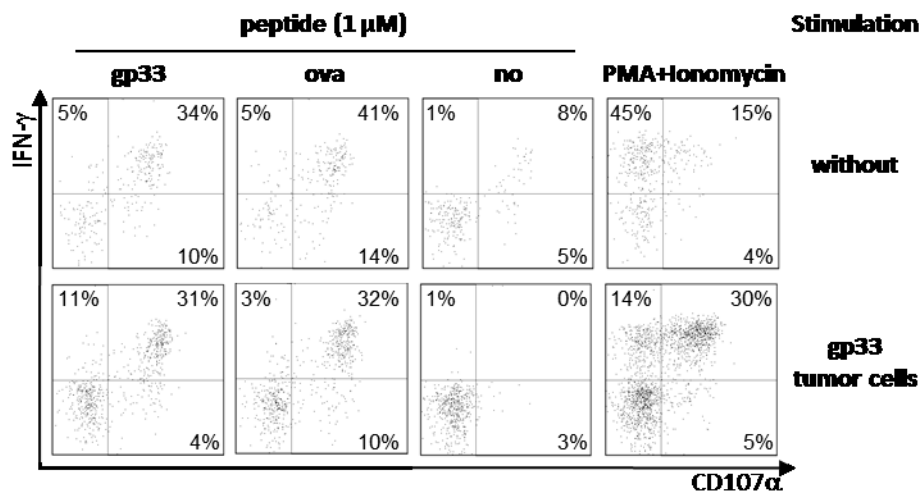 peptide (1 µM) Stimulation
gp33 ova no PMA+Ionomycin
IFN-γ
5% 34% 5% 41% 1% 8% 45% 15%
without
10% 14% 5% 4%
11% 31% 3% 32% 1% 0% 14% 30%
gp33
tumor cells
4% 10% 3% 5%
CD107α